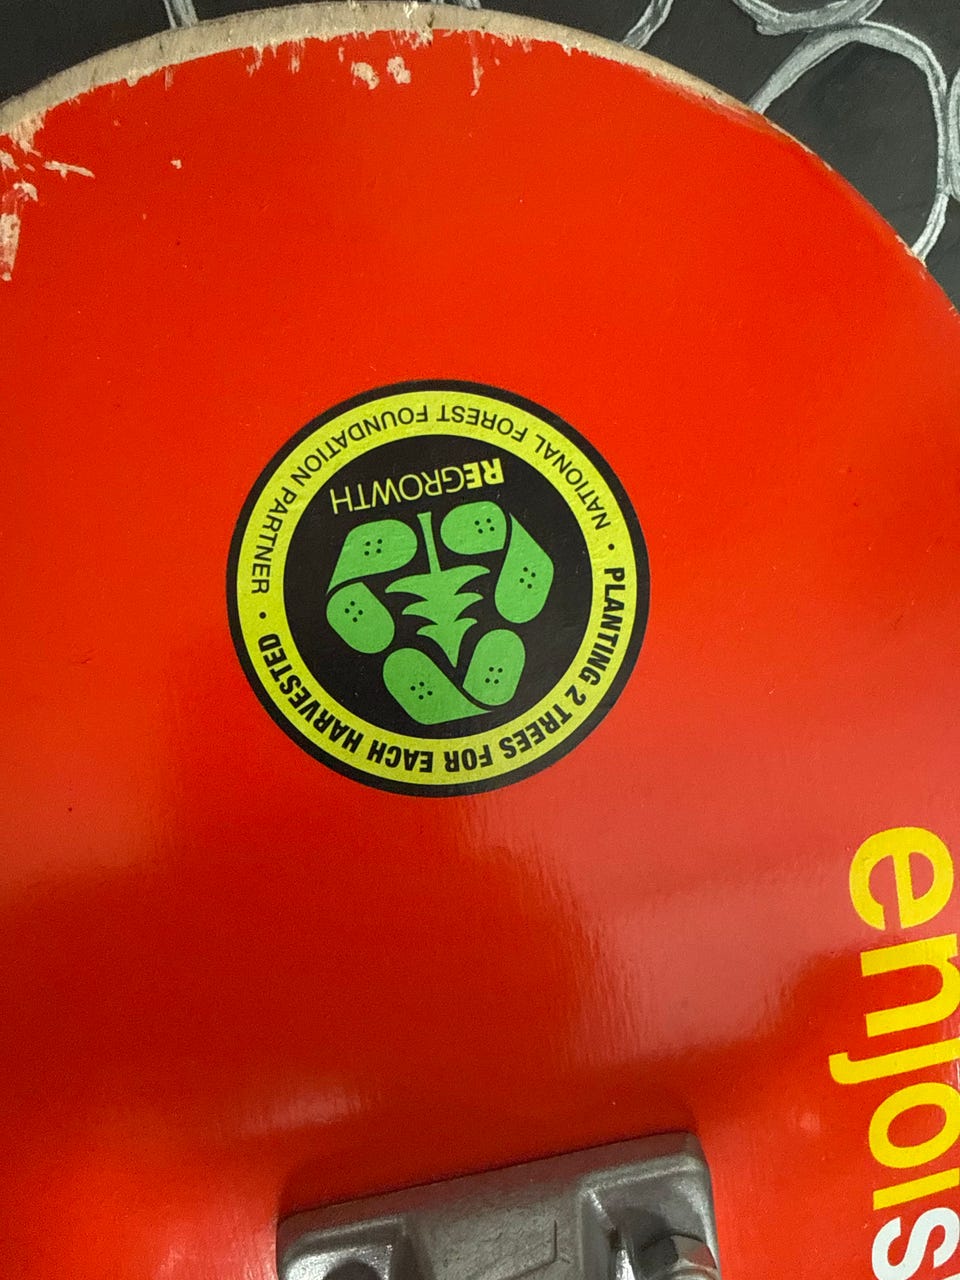 PLANTING 2 TREES FOR EACH HARVESTED
•
NATIONAL FOREST FOUNDATION PARTNER
•
REGROWTH
enjoi
s